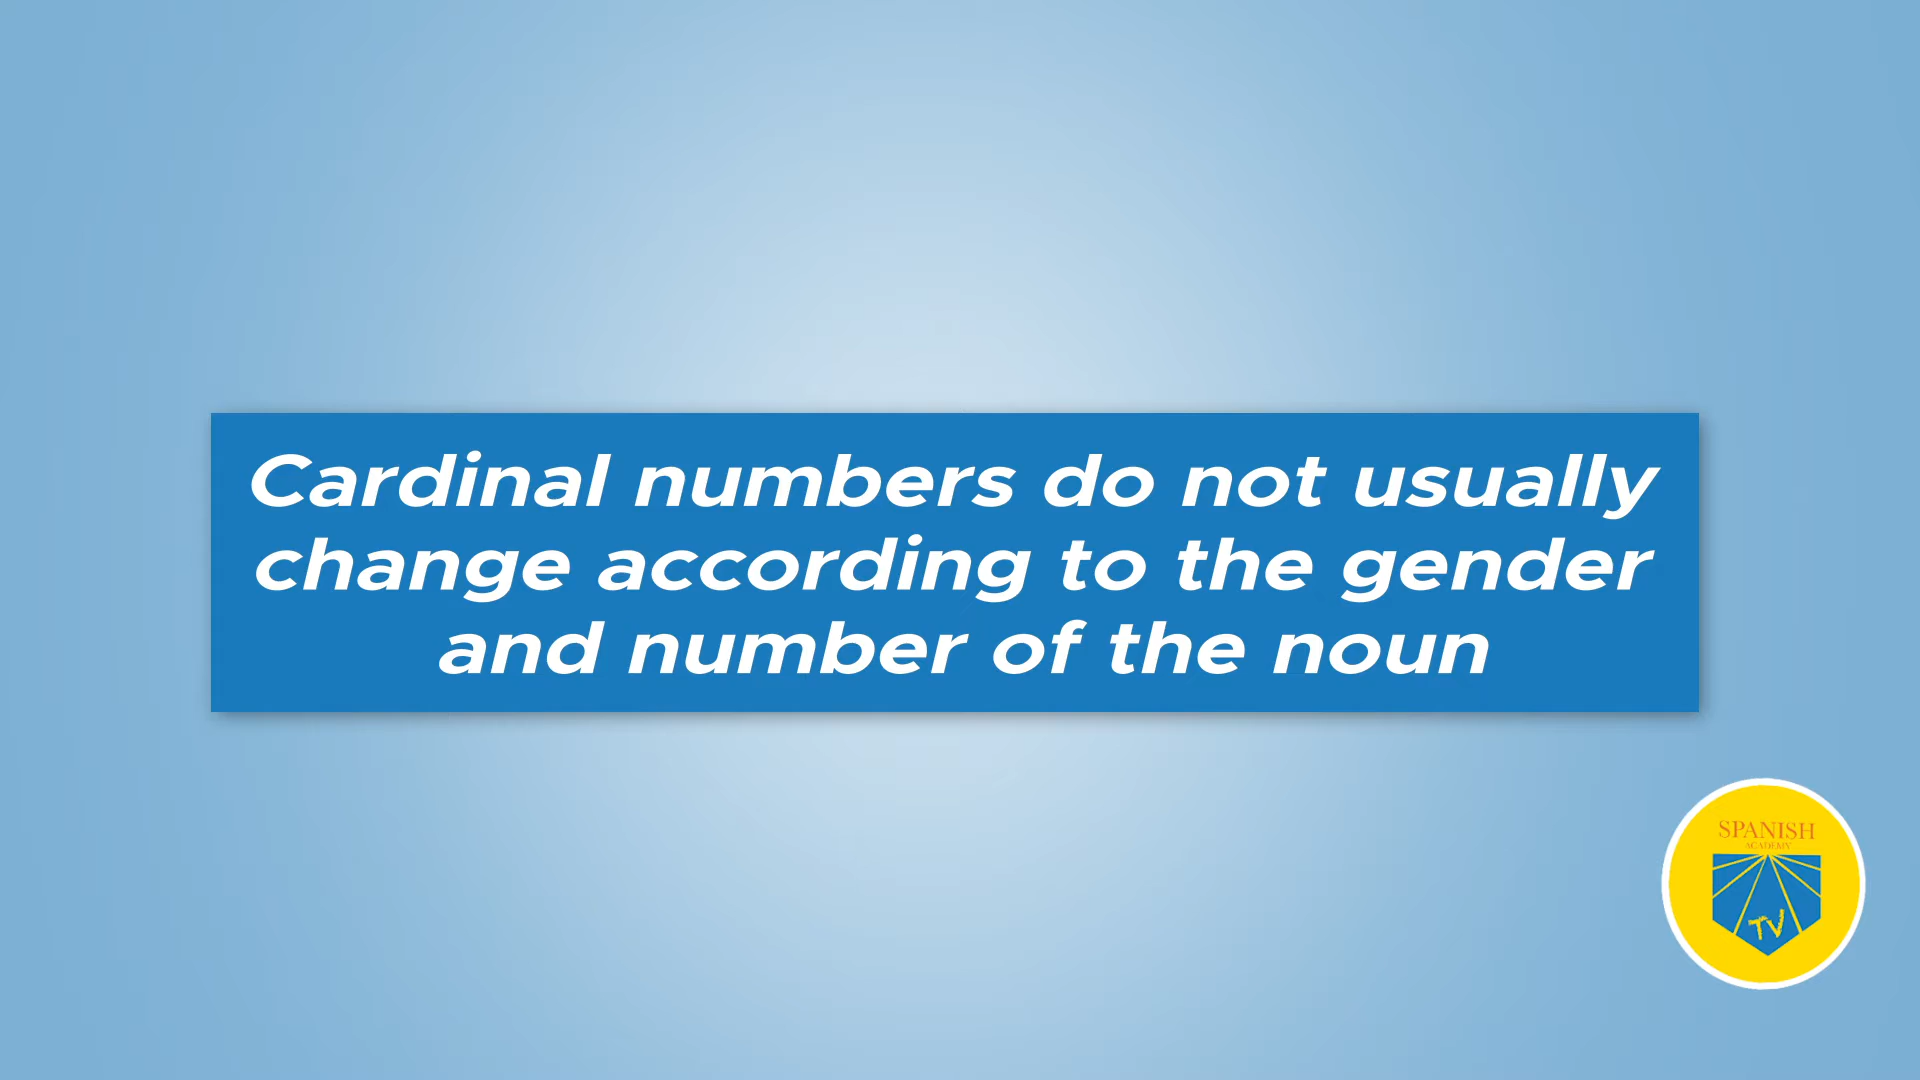 Cardinal numbers do not usually
change according to the gender
and number of the noun
SPANISH
ACADEMY
TV